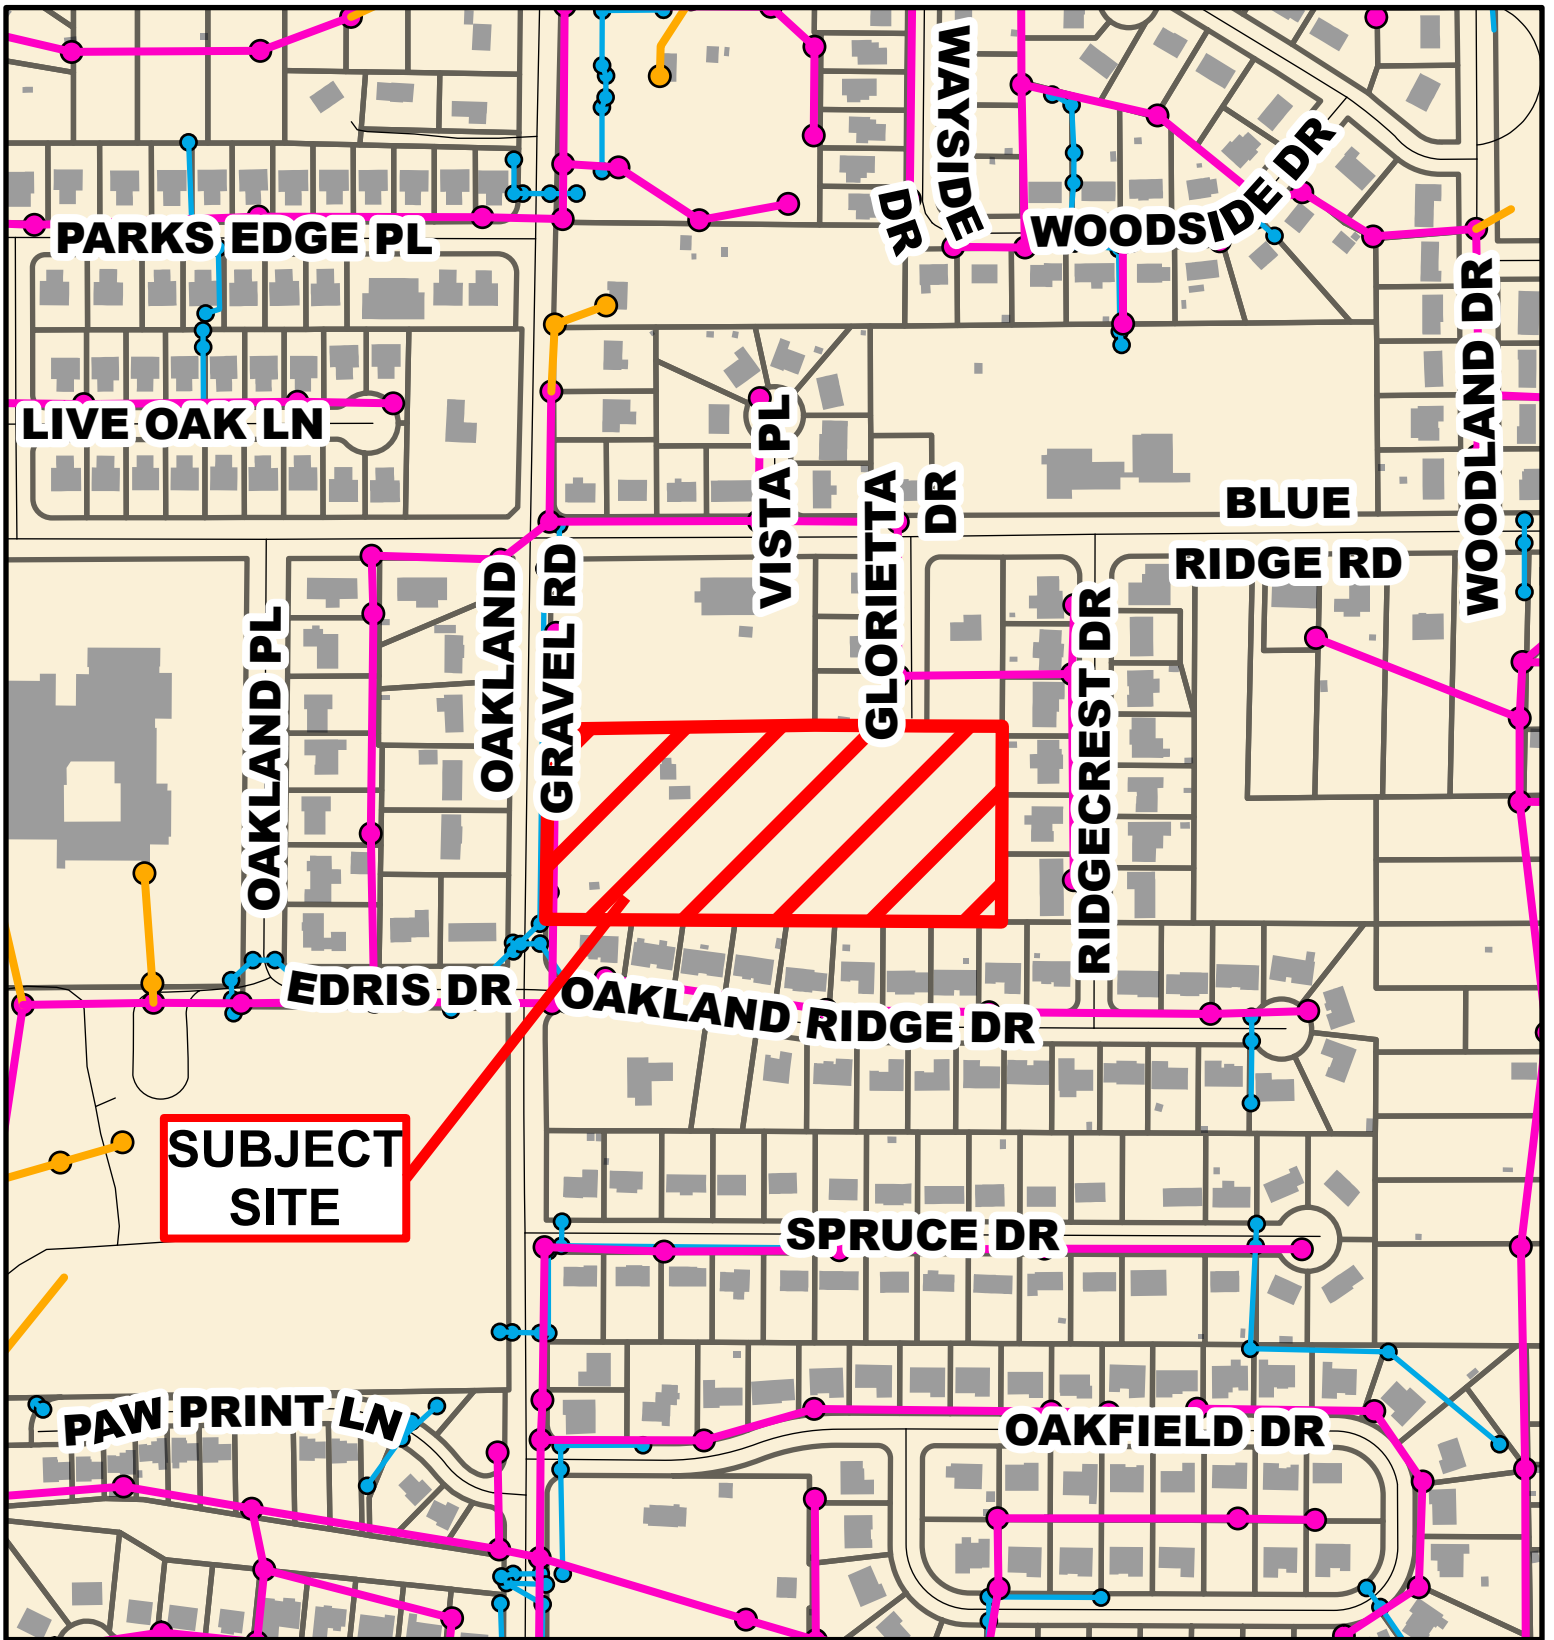 WAYSIDE
DR
WOODSIDE DR
PARKS EDGE PL
WOODLAND DR
LIVE OAK LN
VISTA PL
GLORIETTA
DR
BLUE
RIDGE RD
OAKLAND
GRAVEL RD
OAKLAND PL
RIDGECREST DR
EDRIS DR
OAKLAND RIDGE DR
SUBJECT
SITE
SPRUCE DR
PAW PRINT LN
OAKFIELD DR